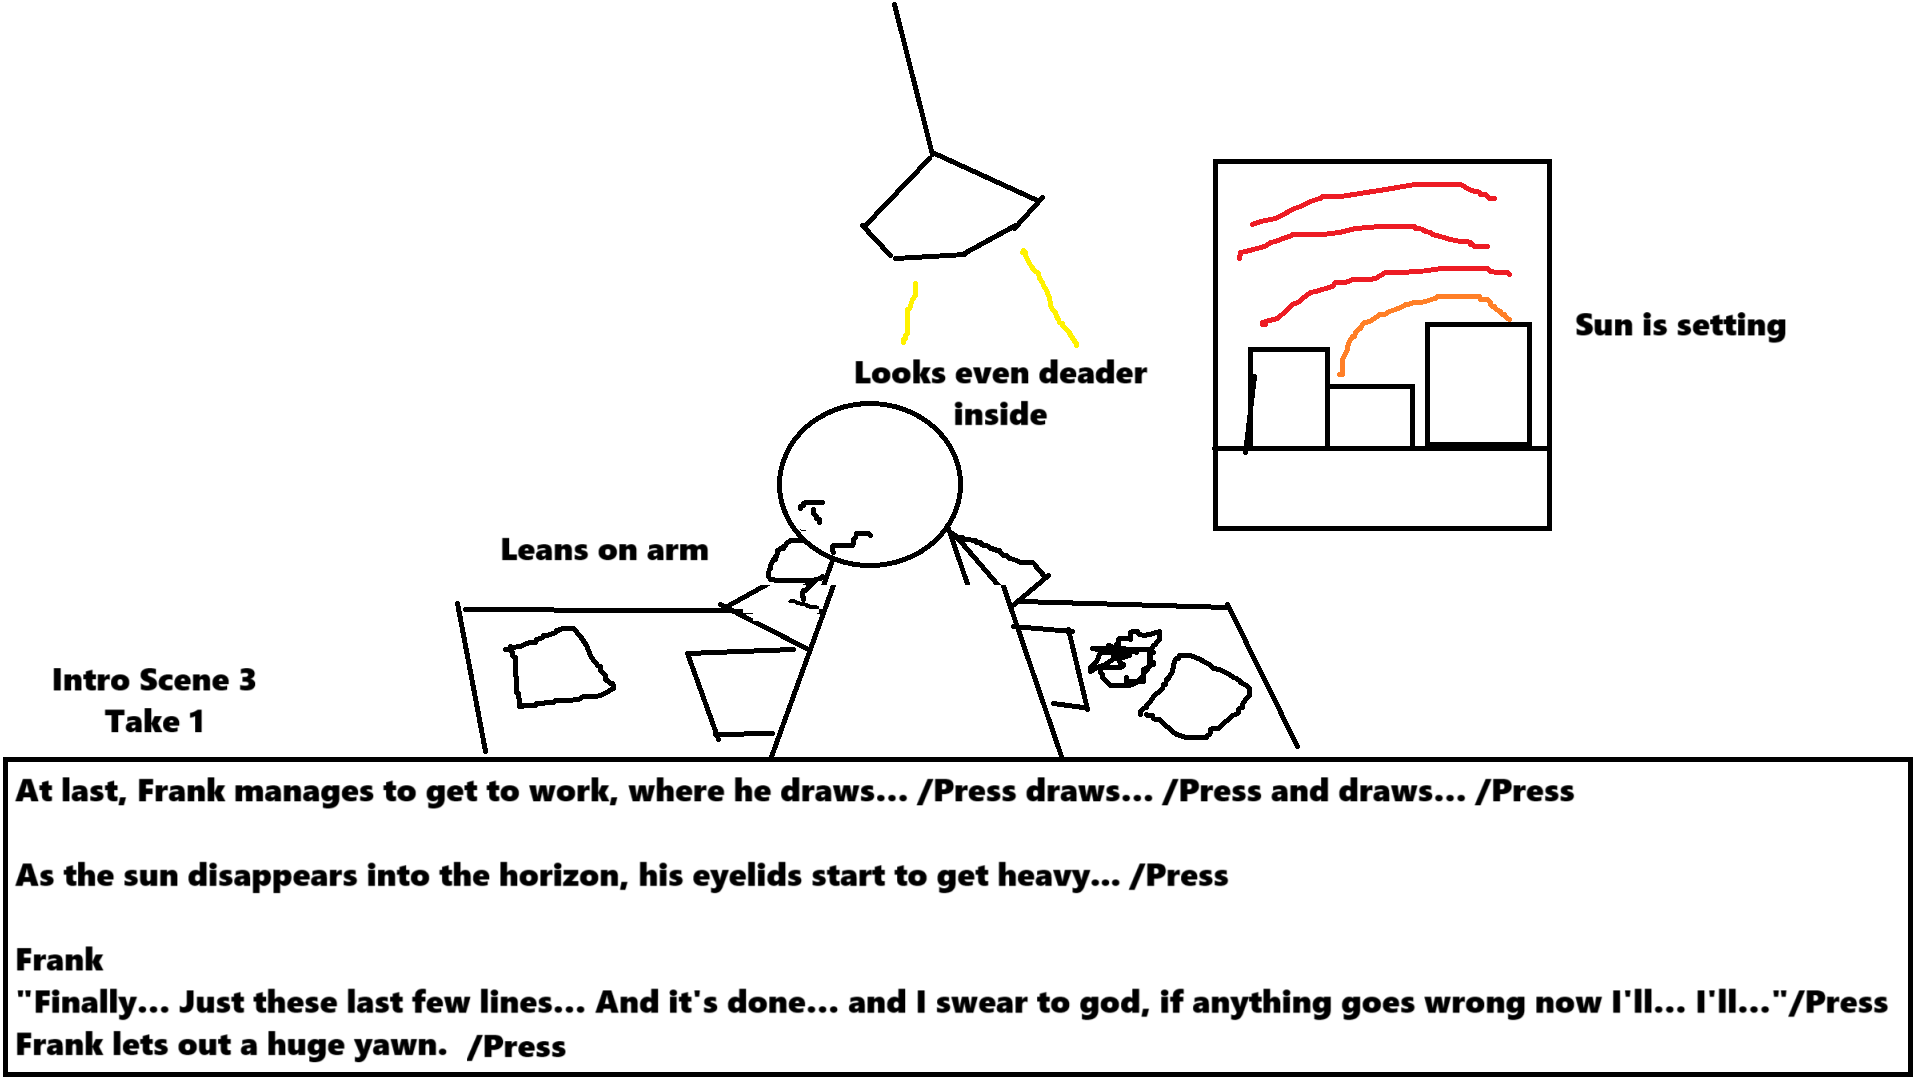 Looks even deader
inside
Sun is setting
Leans on arm
Intro Scene 3
Take 1
At last, Frank manages to get to work, where he draws... /Press draws... /Press and draws... /Press
As the sun disappears into the horizon, his eyelids start to get heavy... /Press
Frank
"Finally... Just these last few lines... And it's done... and I swear to god, if anything goes wrong now I'll... I'll..."/Press
Frank lets out a huge yawn. /Press